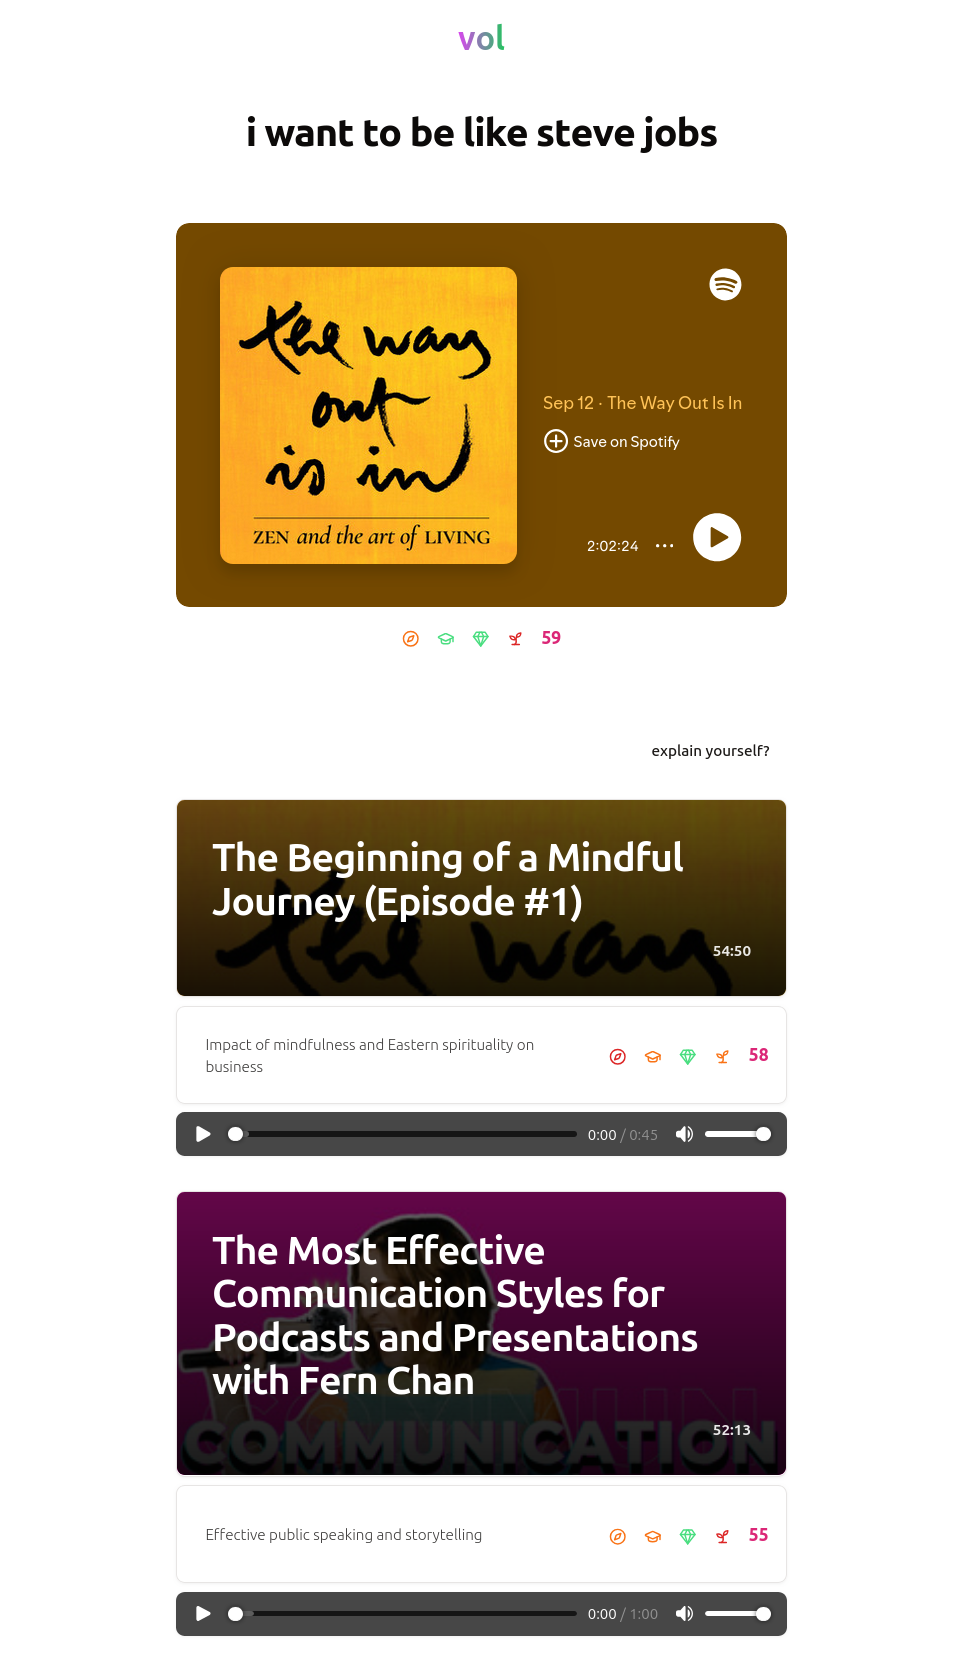 vol
i want to be like steve jobs
the way
out
is in
ZEN and the art of LIVING
Sep 12 · The Way Out Is In
Save on Spotify
2:02:24
59
explain yourself?
The Beginning of a Mindful
Journey (Episode #1)
the way
54:50
Impact of mindfulness and Eastern spirituality on
business
58
0:00 / 0:45
The Most Effective
Communication Styles for
Podcasts and Presentations
with Fern Chan
COMMUNICATION
52:13
Effective public speaking and storytelling
55
0:00 / 1:00